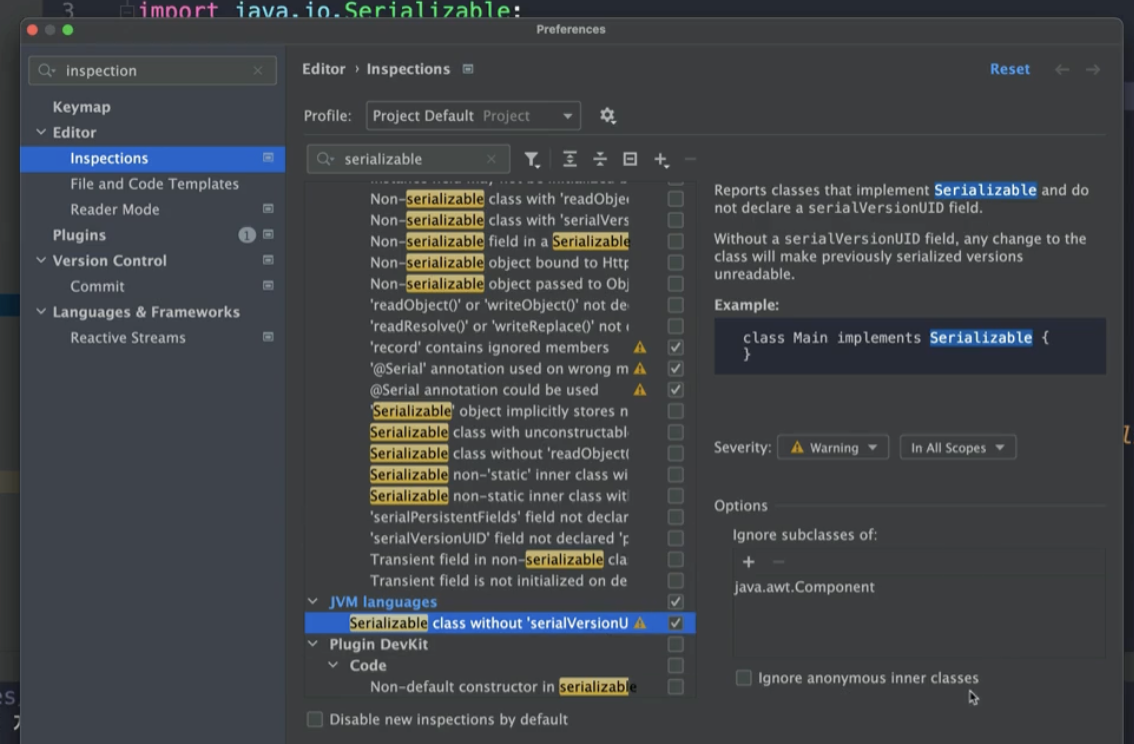 3 import java.io.Serializable;
Preferences
inspection
Keymap
Editor
Inspections
File and Code Templates
Reader Mode
Plugins 1
Version Control
Commit
Languages & Frameworks
Reactive Streams
Editor › Inspections
Reset
Profile: Project Default Project
serializable
Non-serializable class with 'readObje
Non-serializable class with 'serialVers
Non-serializable field in a Serializable
Non-serializable object bound to Http
Non-serializable object passed to Obj
'readObject()' or 'writeObject()' not de
'readResolve()' or 'writeReplace()' not
'record' contains ignored members
'@Serial' annotation used on wrong m
@Serial annotation could be used
'Serializable' object implicitly stores n
Serializable class with unconstructabl
Serializable class without 'readObject(
Serializable non-'static' inner class wi
Serializable non-static inner class wit
'serialPersistentFields' field not declar
'serialVersionUID' field not declared 'p
Transient field in non-serializable cla
Transient field is not initialized on de
JVM languages
Serializable class without 'serialVersionU
Plugin DevKit
Code
Non-default constructor in serializable
Disable new inspections by default
Reports classes that implement Serializable and do
not declare a serialVersionUID field.
Without a serialVersionUID field, any change to the
class will make previously serialized versions
unreadable.
Example:
class Main implements Serializable {
}
Severity: Warning In All Scopes
Options
Ignore subclasses of:
java.awt.Component
Ignore anonymous inner classes